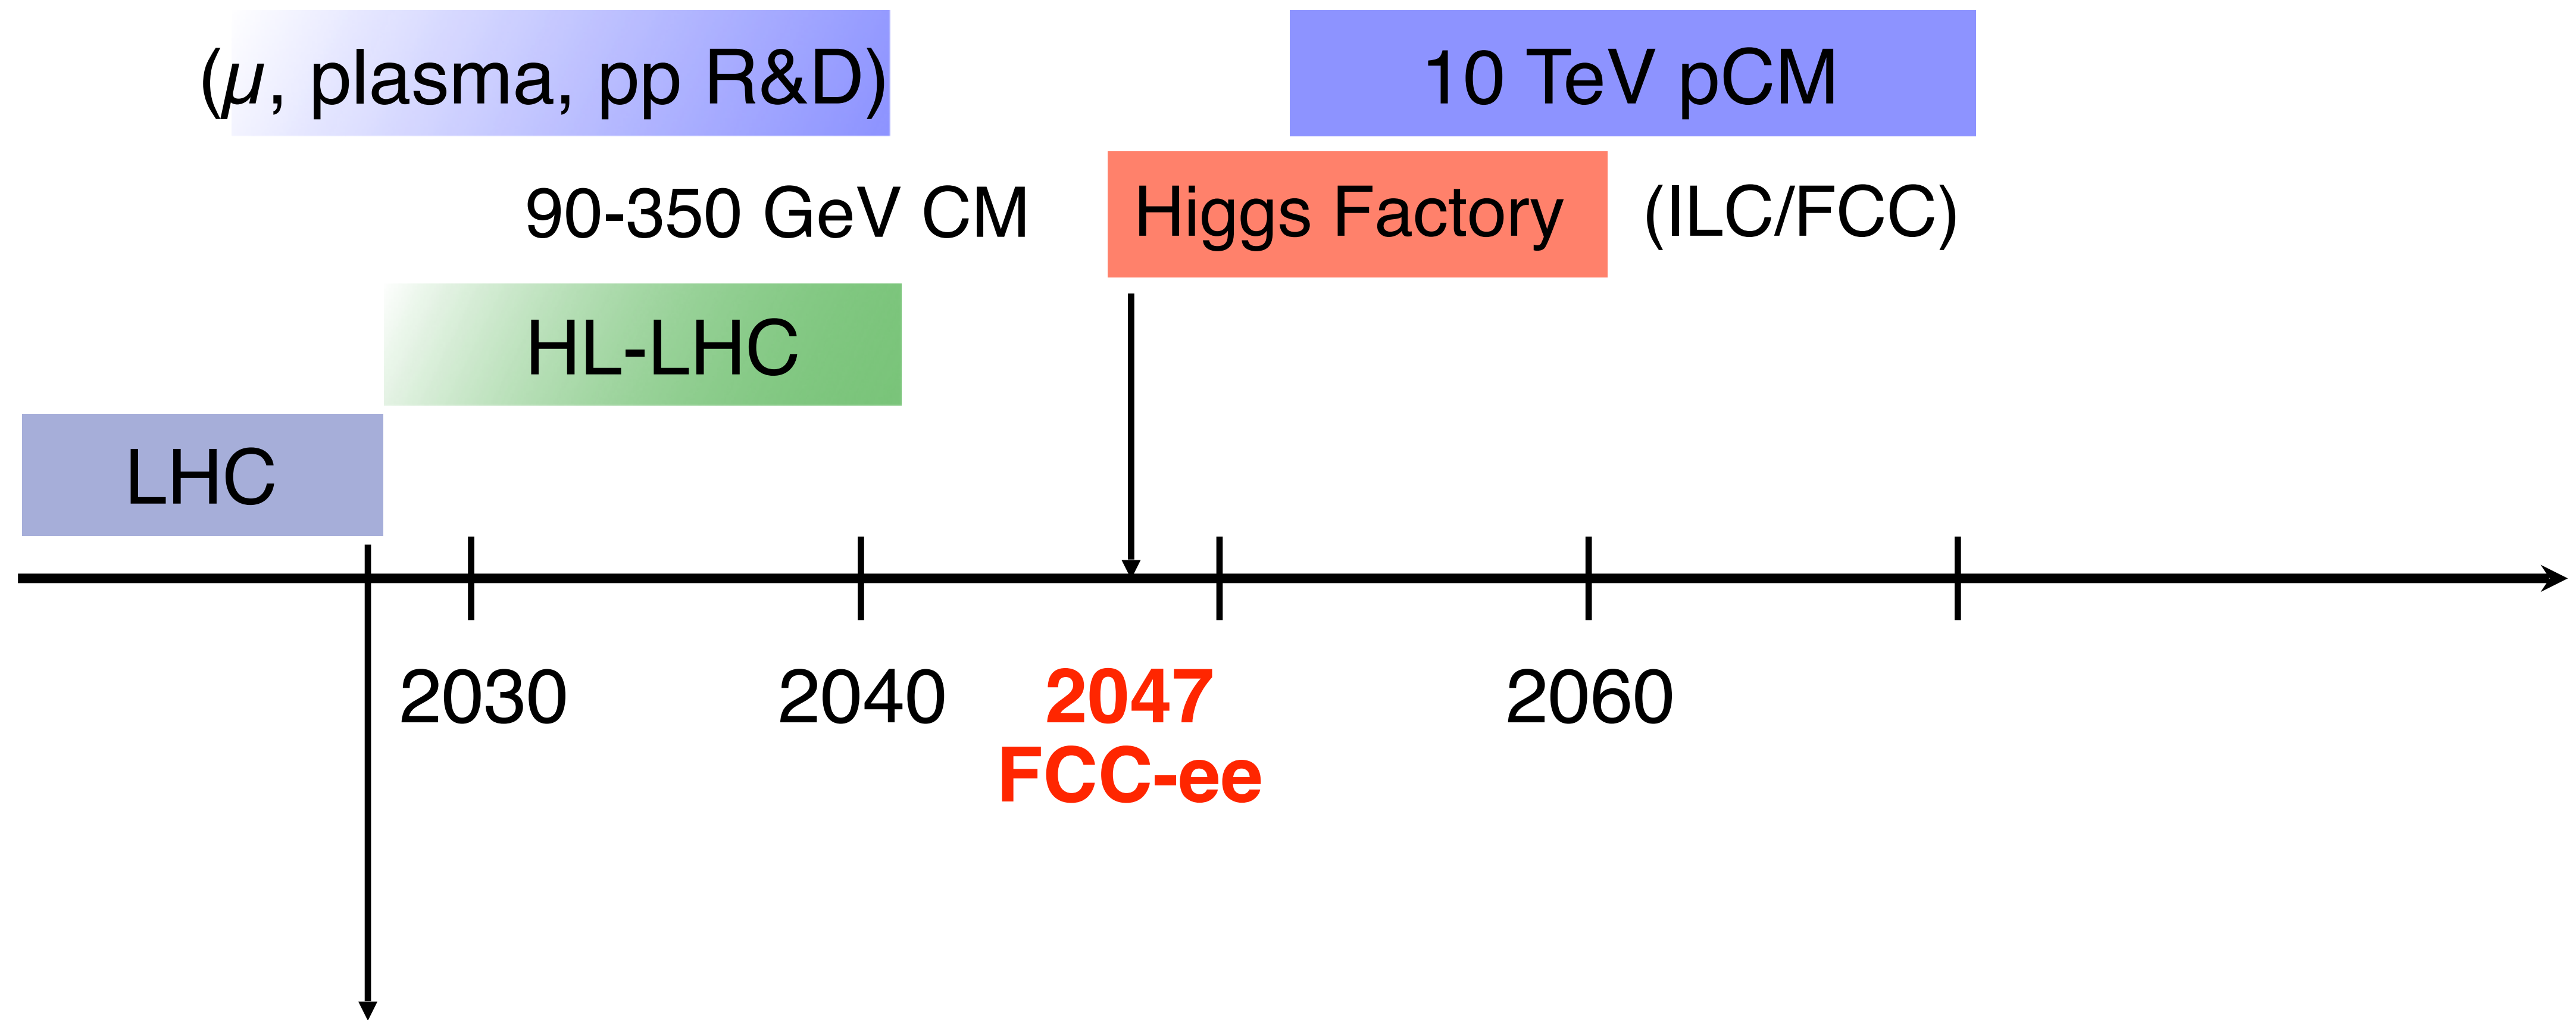 (μ, plasma, pp R&D)
10 TeV pCM
90-350 GeV CM
Higgs Factory
(ILC/FCC)
HL-LHC
LHC
2030
2040
2047
FCC-ee
2060